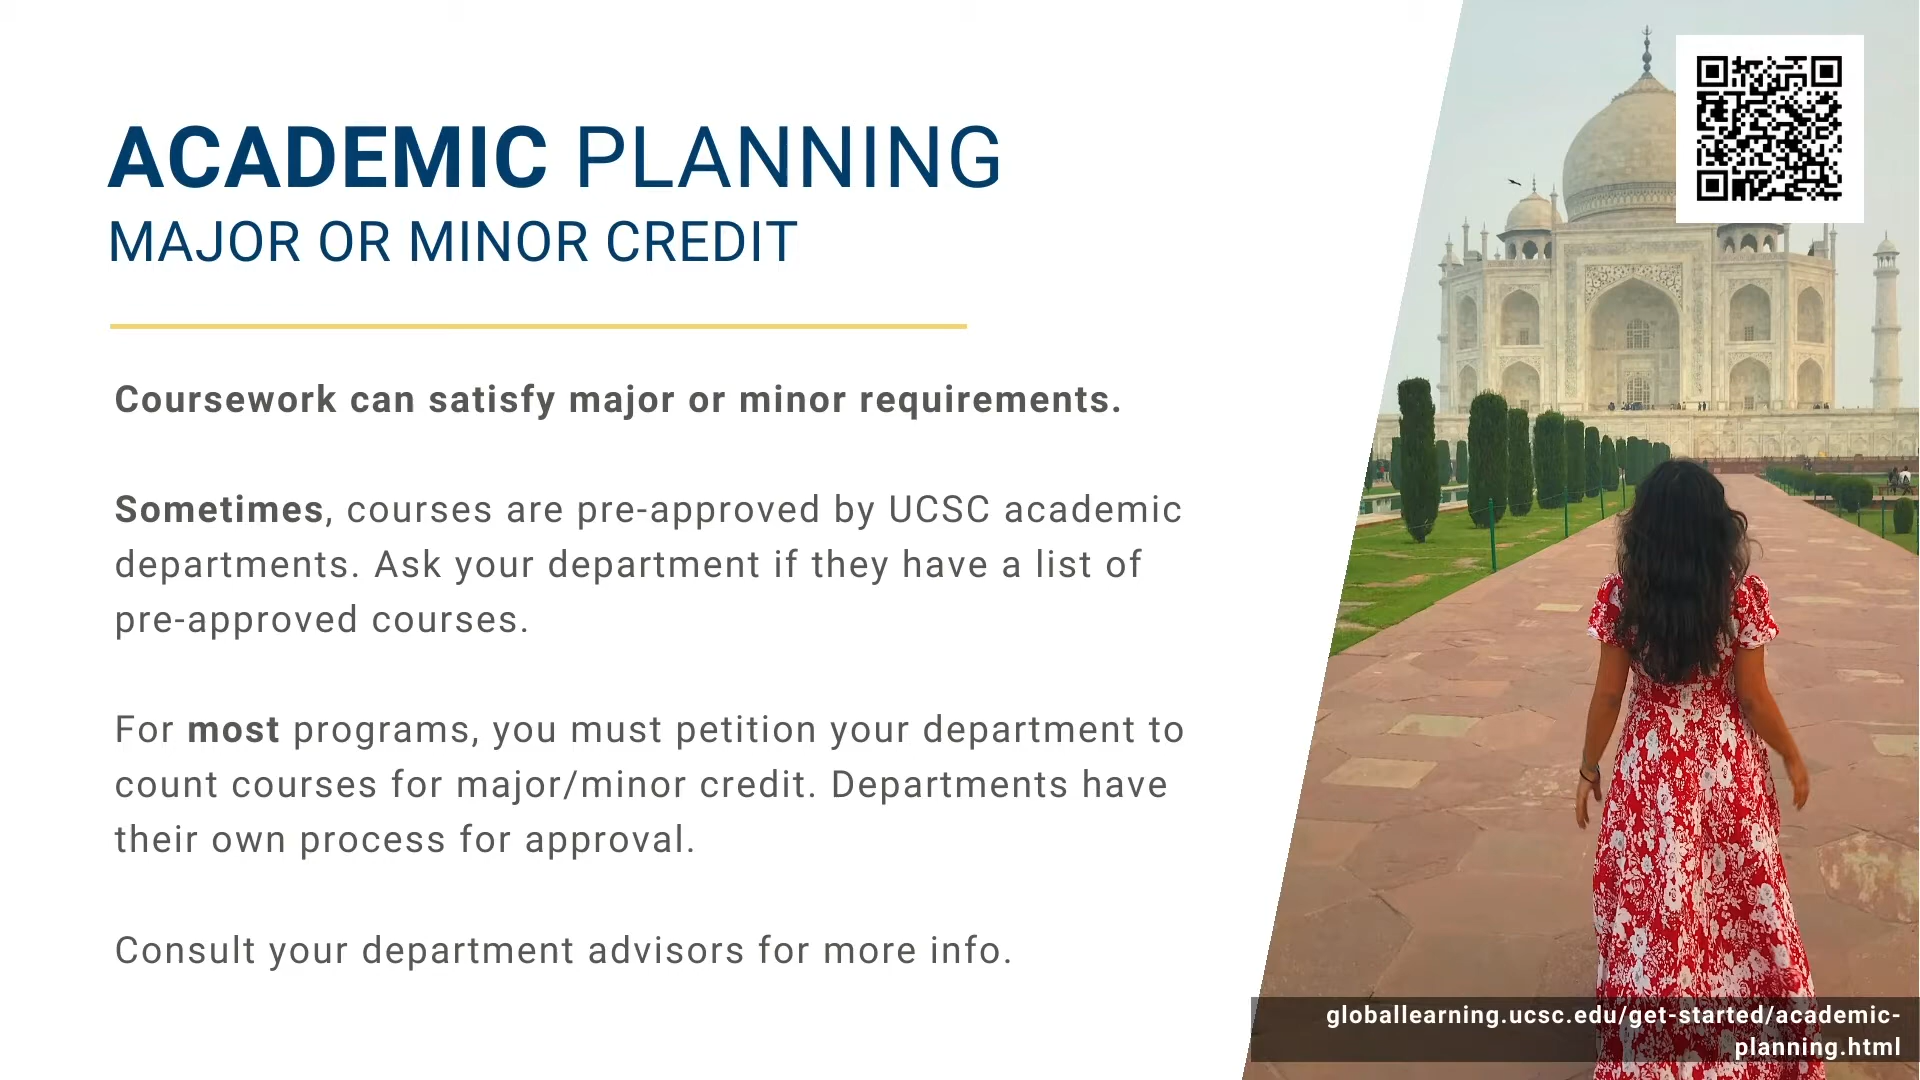 ACADEMIC PLANNING
MAJOR OR MINOR CREDIT
Coursework can satisfy major or minor requirements.
Sometimes, courses are pre-approved by UCSC academic
departments. Ask your department if they have a list of
pre-approved courses.
For most programs, you must petition your department to
count courses for major/minor credit. Departments have
their own process for approval.
Consult your department advisors for more info.
globallearning.ucsc.edu/get-started/academic-
planning.html